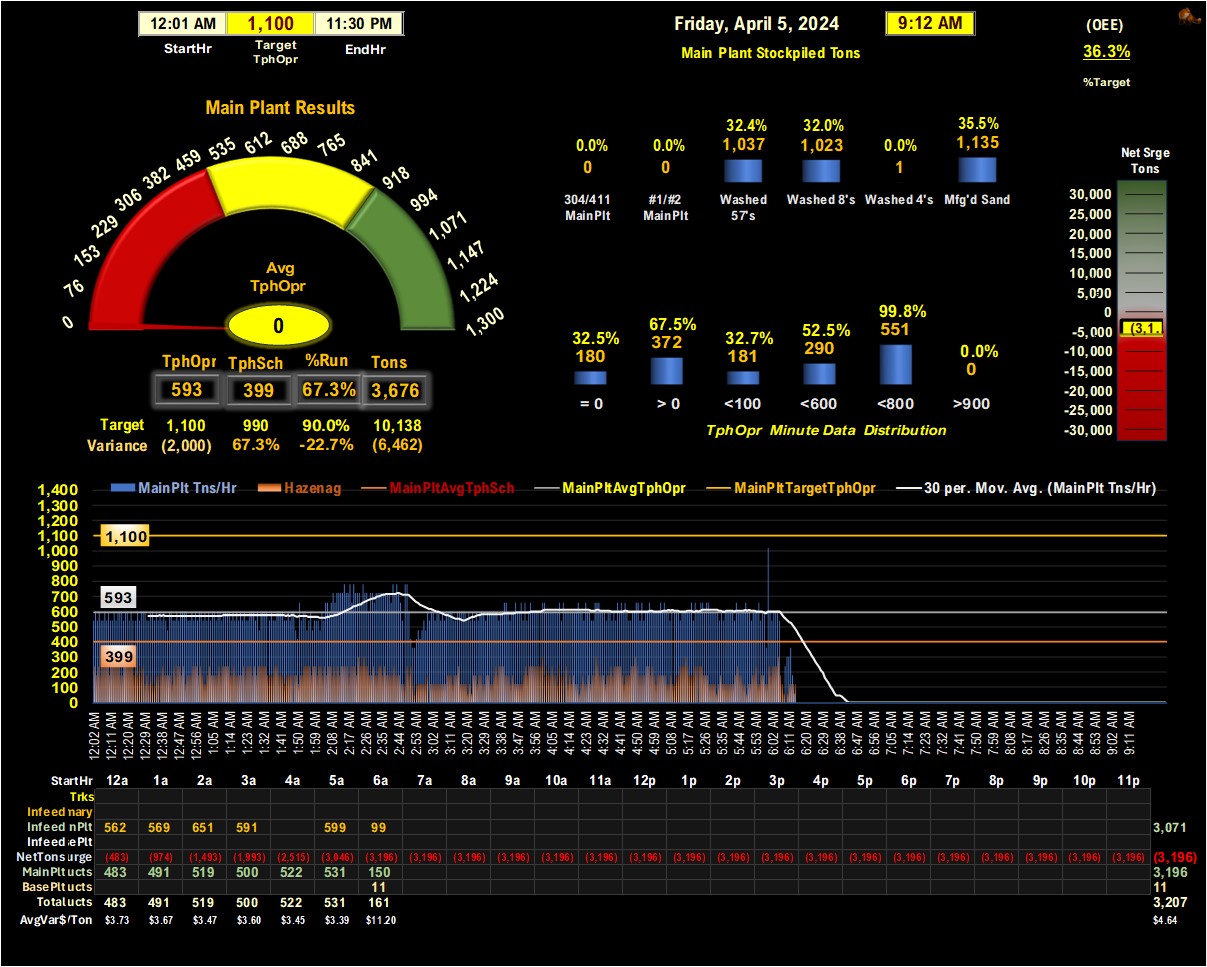 12:01 AM 1,100 11:30 PM
StartHr Target TphOpr EndHr
Friday, April 5, 2024 9:12 AM
Main Plant Stockpiled Tons
(OEE)
36.3%
%Target
Main Plant Results
0 76 153 229 306 382 459 535 612 688 765 841 918 994 1,071 1,147 1,224 1,300
Avg
TphOpr
0
TphOpr TphSch %Run Tons
593 399 67.3% 3,676
Target 1,100 990 90.0% 10,138
Variance (2,000) 67.3% -22.7% (6,462)
0.0% 0.0% 32.4% 32.0% 0.0% 35.5%
0 0 1,037 1,023 1 1,135
304/411 MainPlt #1/#2 MainPlt Washed 57's Washed 8's Washed 4's Mfg'd Sand
32.5% 67.5% 32.7% 52.5% 99.8% 0.0%
180 372 181 290 551 0
= 0 > 0 <100 <600 <800 >900
TphOpr Minute Data Distribution
Net Srge
Tons
30,000
25,000
20,000
15,000
10,000
5,000
0
-5,000
-10,000
-15,000
-20,000
-25,000
-30,000
(3,1.
MainPlt Tns/Hr Hazenag MainPltAvgTphSch MainPltAvgTphOpr MainPltTargetTphOpr 30 per. Mov. Avg. (MainPlt Tns/Hr)
1,400
1,300
1,200
1,100
1,000
900
800
700
600
500
400
300
200
100
0
1,100
593
399
12:02 AM 12:11 AM 12:20 AM 12:29 AM 12:38 AM 12:47 AM 12:56 AM 1:05 AM 1:14 AM 1:23 AM 1:32 AM 1:41 AM 1:50 AM 1:59 AM 2:08 AM 2:17 AM 2:26 AM 2:35 AM 2:44 AM 2:53 AM 3:02 AM 3:11 AM 3:20 AM 3:29 AM 3:38 AM 3:47 AM 3:56 AM 4:05 AM 4:14 AM 4:23 AM 4:32 AM 4:41 AM 4:50 AM 4:59 AM 5:08 AM 5:17 AM 5:26 AM 5:35 AM 5:44 AM 5:53 AM 6:02 AM 6:11 AM 6:20 AM 6:29 AM 6:38 AM 6:47 AM 6:56 AM 7:05 AM 7:14 AM 7:23 AM 7:32 AM 7:41 AM 7:50 AM 7:59 AM 8:08 AM 8:17 AM 8:26 AM 8:35 AM 8:44 AM 8:53 AM 9:02 AM 9:11 AM
StartHr 12a 1a 2a 3a 4a 5a 6a 7a 8a 9a 10a 11a 12p 1p 2p 3p 4p 5p 6p 7p 8p 9p 10p 11p
Trks
Infeed mary
Infeed nPlt 562 569 651 591 599 99 3,071
Infeed ePlt
NetTons urge (483) (974) (1,493) (1,993) (2,515) (3,046) (3,196) (3,196) (3,196) (3,196) (3,196) (3,196) (3,196) (3,196) (3,196) (3,196) (3,196) (3,196) (3,196) (3,196) (3,196) (3,196) (3,196) (3,196) (3,196)
MainPlt ucts 483 491 519 500 522 531 150 3,196
BasePlt ucts 11 11
Total ucts 483 491 519 500 522 531 161 3,207
AvgVar$/Ton $3.73 $3.67 $3.47 $3.60 $3.45 $3.39 $11.20 $4.64